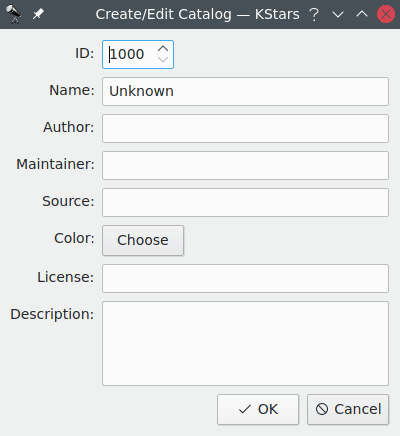 Create/Edit Catalog — KStars
ID: 1000
Name: Unknown
Author:
Maintainer:
Source:
Color: Choose
License:
Description:
OK Cancel